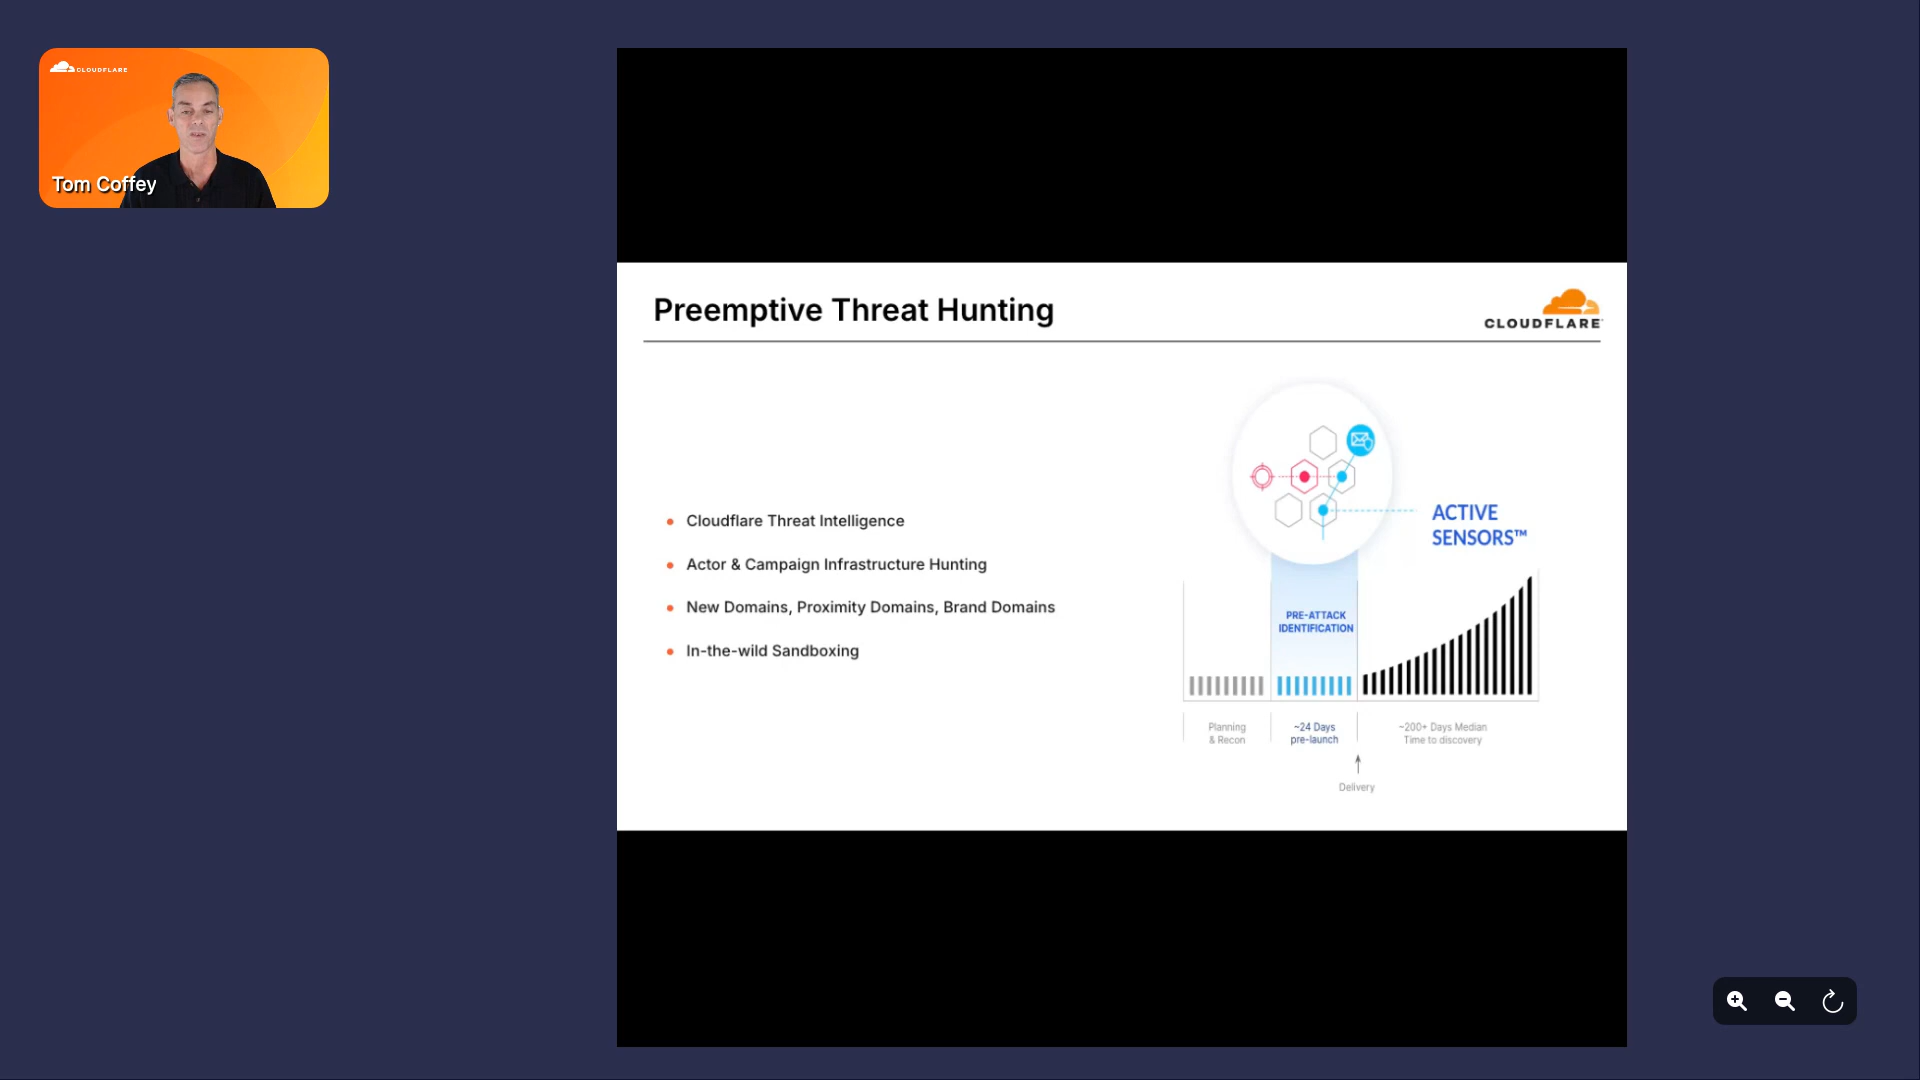 CLOUDFLARE
Tom Coffey
Preemptive Threat Hunting
CLOUDFLARE
Cloudflare Threat Intelligence
Actor & Campaign Infrastructure Hunting
New Domains, Proximity Domains, Brand Domains
In-the-wild Sandboxing
ACTIVE
SENSORS™
PRE-ATTACK
IDENTIFICATION
Planning
& Recon
~24 Days
pre-launch
~200+ Days Median
Time to discovery
Delivery